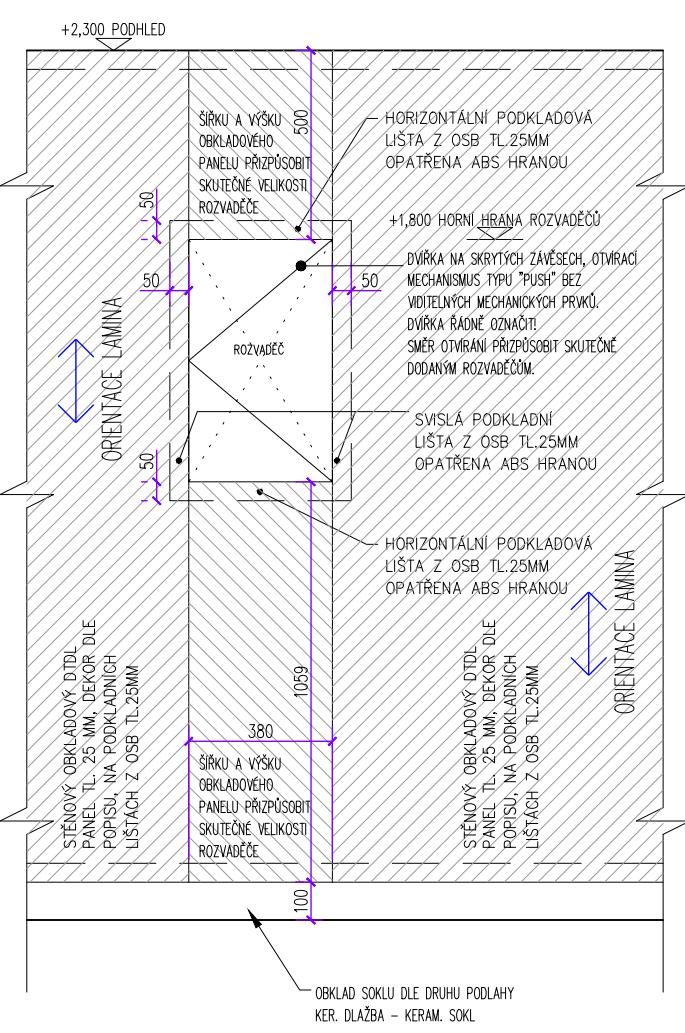 +2,300 PODHLED
ŠÍŘKU A VÝŠKU
OBKLADOVÉHO
PANELU PŘIZPŮSOBIT
SKUTEČNÉ VELIKOSTI
ROZVADĚČE
500
HORIZONTÁLNÍ PODKLADOVÁ
LIŠTA Z OSB TL.25MM
OPATŘENA ABS HRANOU
50
+1,800 HORNÍ HRANA ROZVADĚČŮ
50
50
DVÍŘKA NA SKRYTÝCH ZÁVĚSECH, OTVÍRACÍ
MECHANISMUS TYPU "PUSH" BEZ
VIDITELNÝCH MECHANICKÝCH PRVKŮ.
DVÍŘKA ŘÁDNĚ OZNAČIT!
SMĚR OTVÍRÁNÍ PŘIZPŮSOBIT SKUTEČNĚ
DODANÝM ROZVADĚČŮM.
ROZVADĚČ
ORIENTACE LAMINA
SVISLÁ PODKLADNÍ
LIŠTA Z OSB TL.25MM
OPATŘENA ABS HRANOU
50
HORIZONTÁLNÍ PODKLADOVÁ
LIŠTA Z OSB TL.25MM
OPATŘENA ABS HRANOU
ORIENTACE LAMINA
STĚNOVÝ OBKLADOVÝ DTDL
PANEL TL. 25 MM, DEKOR DLE
POPISU, NA PODKLADNÍCH
LIŠTÁCH Z OSB TL.25MM
1059
STĚNOVÝ OBKLADOVÝ DTDL
PANEL TL. 25 MM, DEKOR DLE
POPISU, NA PODKLADNÍCH
LIŠTÁCH Z OSB TL.25MM
380
ŠÍŘKU A VÝŠKU
OBKLADOVÉHO
PANELU PŘIZPŮSOBIT
SKUTEČNÉ VELIKOSTI
ROZVADĚČE
100
OBKLAD SOKLU DLE DRUHU PODLAHY
KER. DLAŽBA – KERAM. SOKL